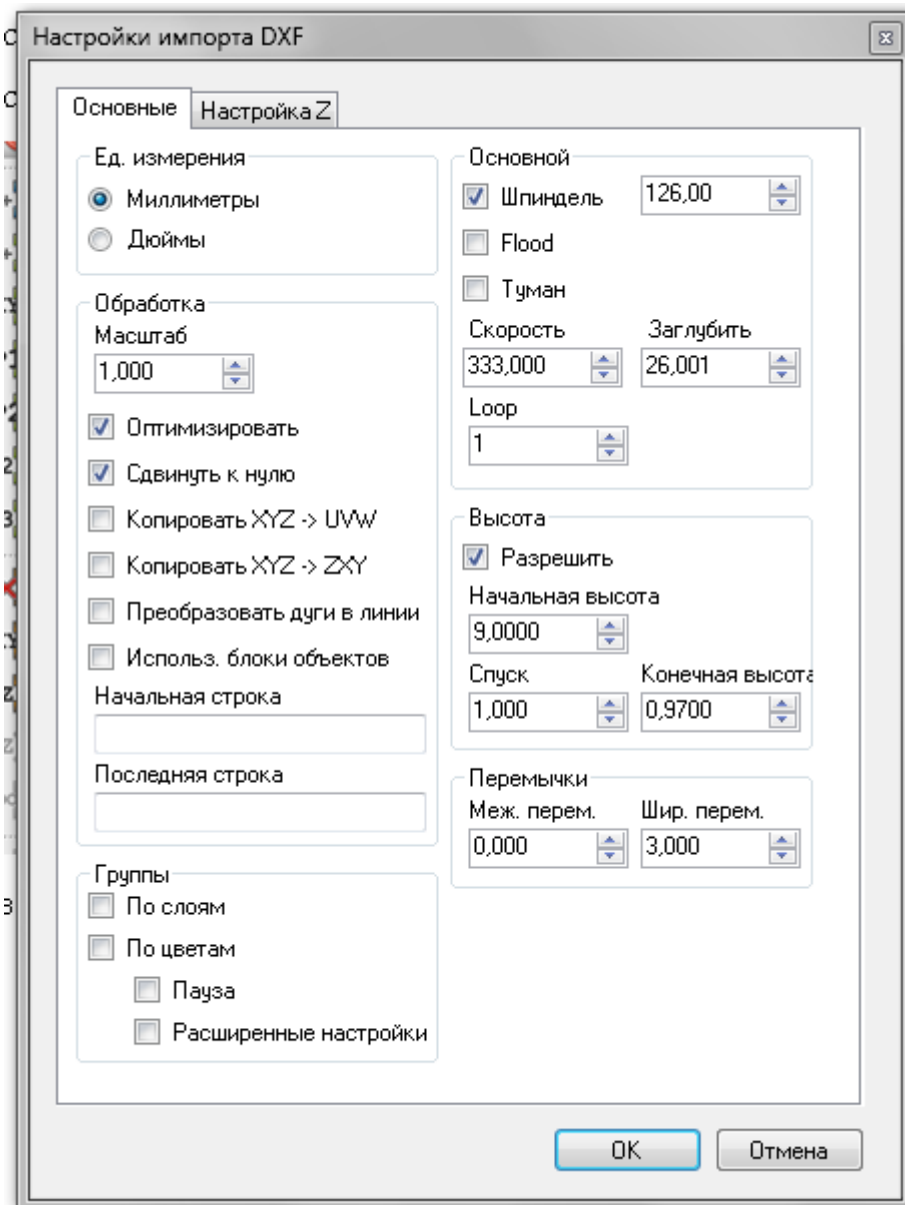 Настройки импорта DXF
Основные
Настройка Z
Ед. измерения
Миллиметры
Дюймы
Обработка
Масштаб
1,000
Оптимизировать
Сдвинуть к нулю
Копировать XYZ -> UVW
Копировать XYZ -> ZXY
Преобразовать дуги в линии
Использ. блоки объектов
Начальная строка
Последняя строка
Группы
По слоям
По цветам
Пауза
Расширенные настройки
Основной
Шпиндель 126,00
Flood
Туман
Скорость Заглубить
333,000 26,001
Loop
1
Высота
Разрешить
Начальная высота
9,0000
Спуск Конечная высота
1,000 0,9700
Перемычки
Меж. перем. Шир. перем.
0,000 3,000
OK Отмена